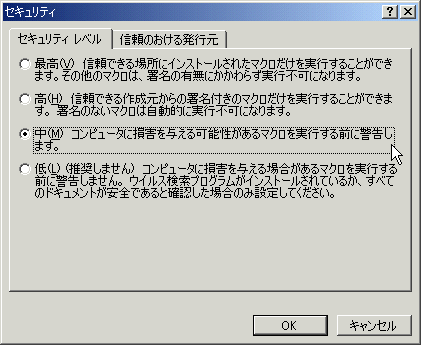 セキュリティ
セキュリティ レベル
信頼のおける発行元
最高(V) 信頼できる場所にインストールされたマクロだけを実行することができ
ます。その他のマクロは、署名の有無にかかわらず実行不可になります。
高(H) 信頼できる作成元からの署名付きのマクロだけを実行することができま
す。 署名のないマクロは自動的に実行不可になります。
中(M) コンピュータに損害を与える可能性があるマクロを実行する前に警告し
ます。
低(L) (推奨しません) コンピュータに損害を与える場合があるマクロを実行する
前に警告しません。ウイルス検索プログラムがインストールされているか、すべて
のドキュメントが安全であると確認した場合のみ設定してください。
OK
キャンセル